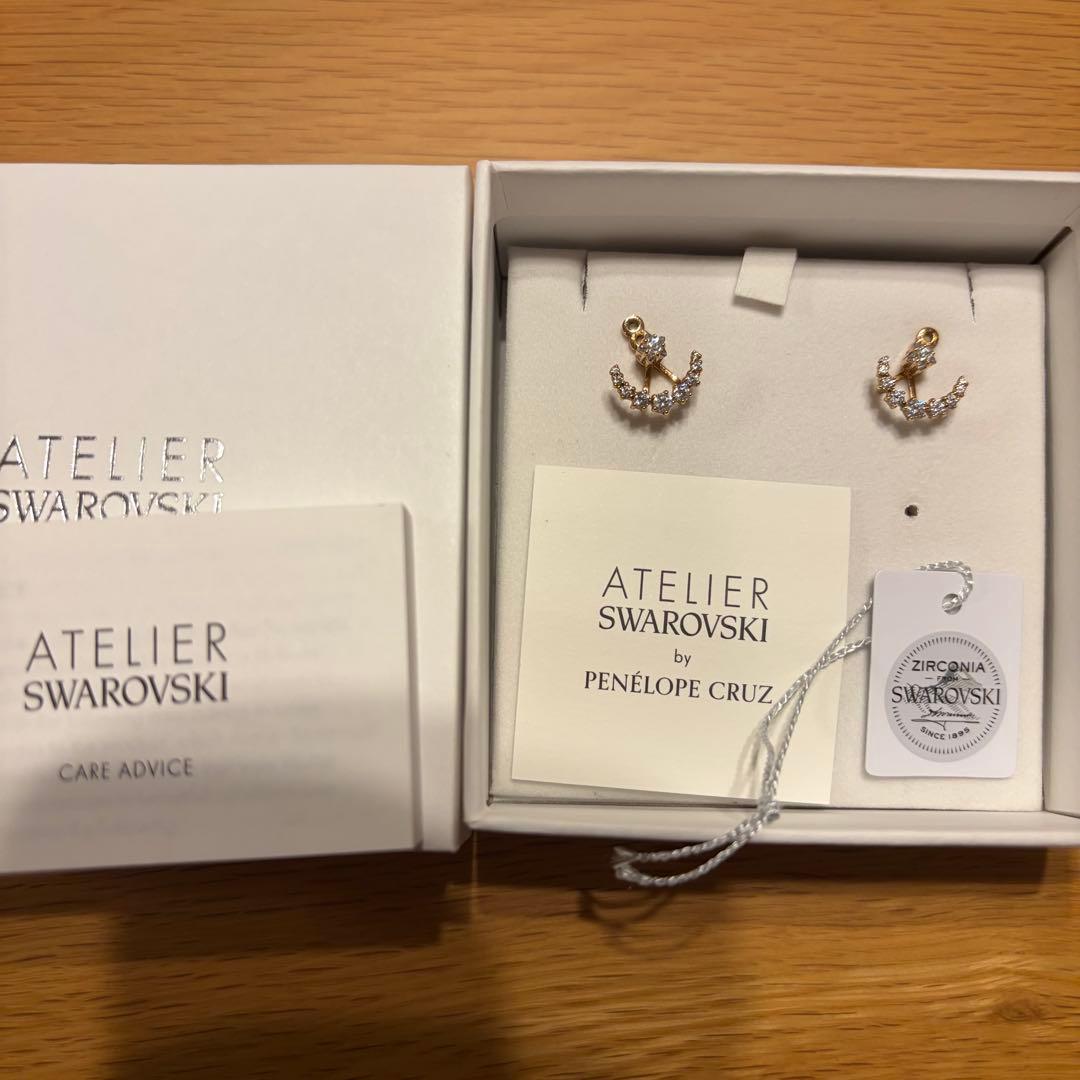 ATELIER
SWAROVSKI
ATELIER
SWAROVSKI
CARE ADVICE
ATELIER
SWAROVSKI
by
PENÉLOPE CRUZ
ZIRCONIA
FROM
SWAROVSKI
SINCE 1895